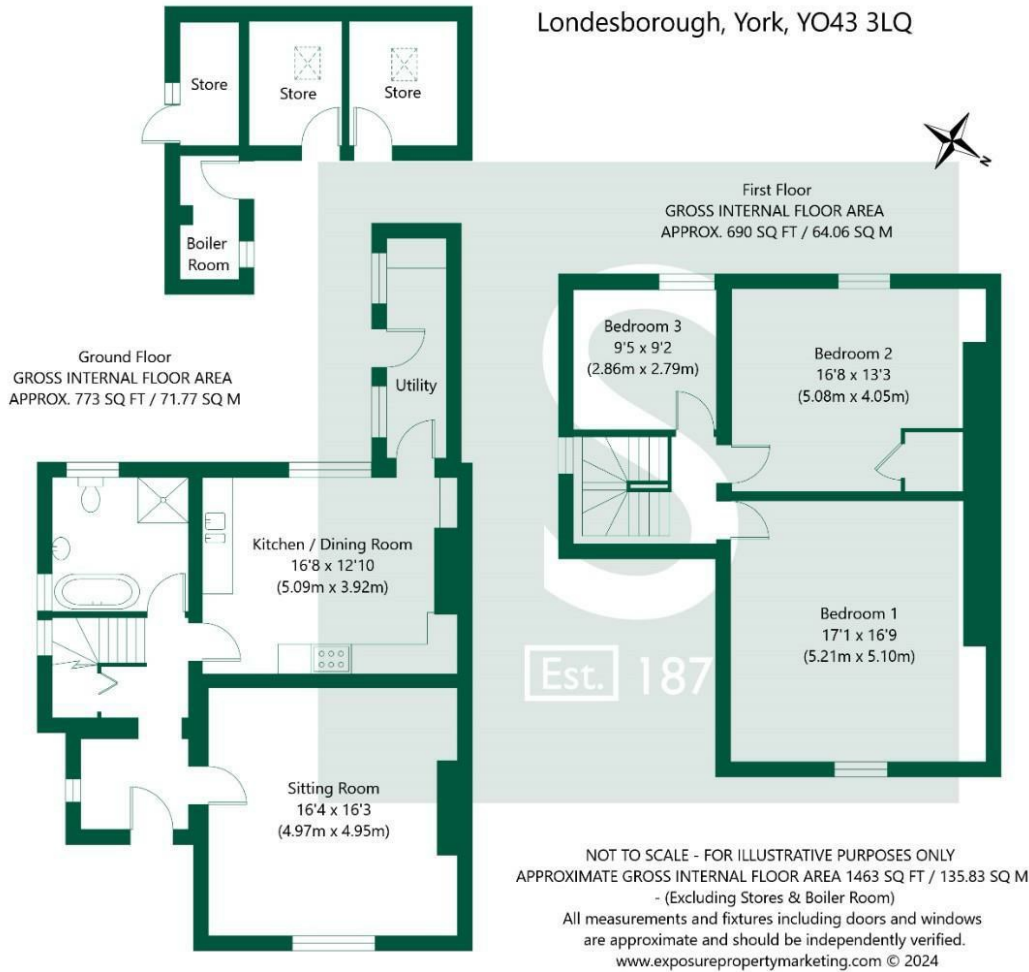 Londesborough, York, YO43 3LQ
Store
Store
Store
Boiler
Room
N
First Floor
GROSS INTERNAL FLOOR AREA
APPROX. 690 SQ FT / 64.06 SQ M
Ground Floor
GROSS INTERNAL FLOOR AREA
APPROX. 773 SQ FT / 71.77 SQ M
Utility
Bedroom 3
9'5 x 9'2
(2.86m x 2.79m)
Bedroom 2
16'8 x 13'3
(5.08m x 4.05m)
Kitchen / Dining Room
16'8 x 12'10
(5.09m x 3.92m)
Bedroom 1
17'1 x 16'9
(5.21m x 5.10m)
S
Est. 187
Sitting Room
16'4 x 16'3
(4.97m x 4.95m)
NOT TO SCALE - FOR ILLUSTRATIVE PURPOSES ONLY
APPROXIMATE GROSS INTERNAL FLOOR AREA 1463 SQ FT / 135.83 SQ M
- (Excluding Stores & Boiler Room)
All measurements and fixtures including doors and windows
are approximate and should be independently verified.
www.exposurepropertymarketing.com © 2024